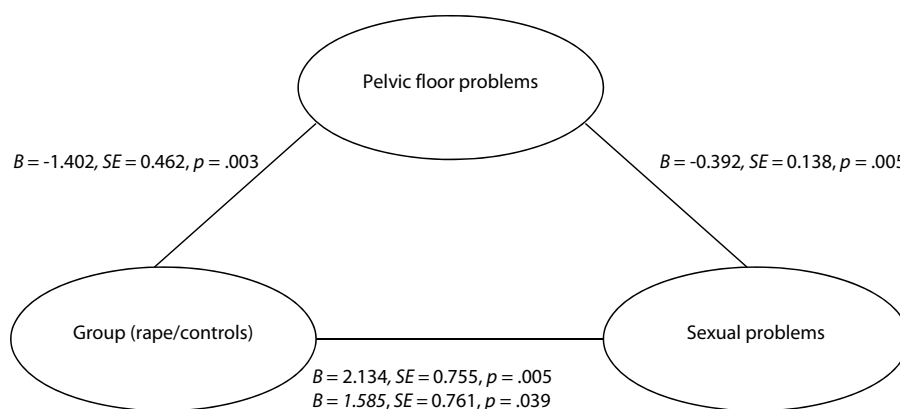 Pelvic floor problems
B = -1.402, SE = 0.462, p = .003
B = -0.392, SE = 0.138, p = .005
Group (rape/controls)
Sexual problems
B = 2.134, SE = 0.755, p = .005
B = 1.585, SE = 0.761, p = .039